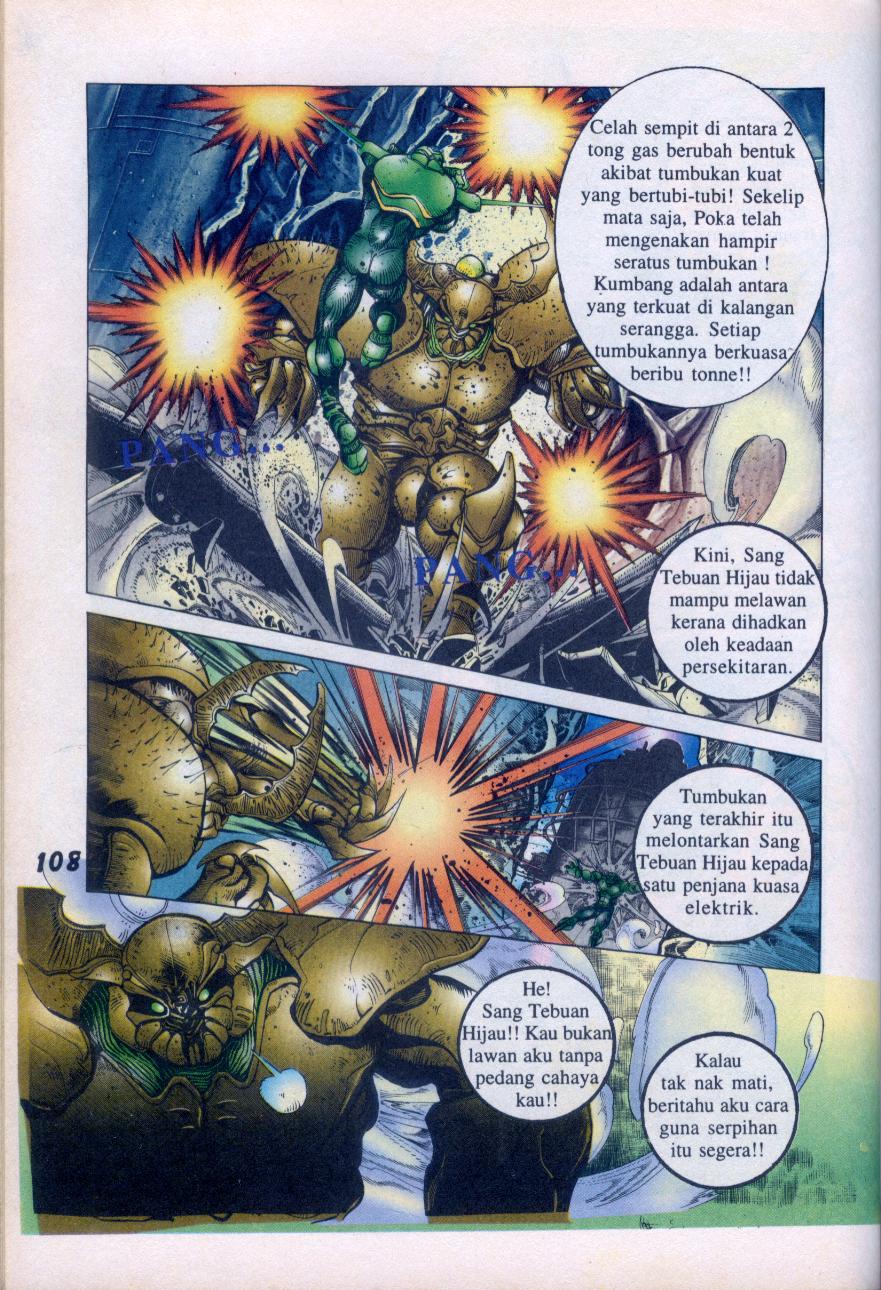 Celah sempit di antara 2
tong gas berubah bentuk
akibat tumbukan kuat
yang bertubi-tubi! Sekelip
mata saja, Poka telah
mengenakan hampir
seratus tumbukan !
Kumbang adalah antara
yang terkuat di kalangan
serangga. Setiap
tumbukannya berkuasa
beribu tonne!!
PANG...
PANG...
Kini, Sang
Tebuan Hijau tidak
mampu melawan
kerana dihadkan
oleh keadaan
persekitaran.
Tumbukan
yang terakhir itu
melontarkan Sang
Tebuan Hijau kepada
satu penjana kuasa
elektrik.
108
He!
Sang Tebuan
Hijau!! Kau bukan
lawan aku tanpa
pedang cahaya
kau!!
Kalau
tak nak mati,
beritahu aku cara
guna serpihan
itu segera!!